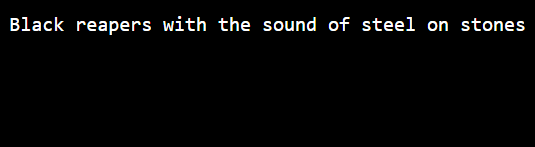 Black reapers with the sound of steel on stones